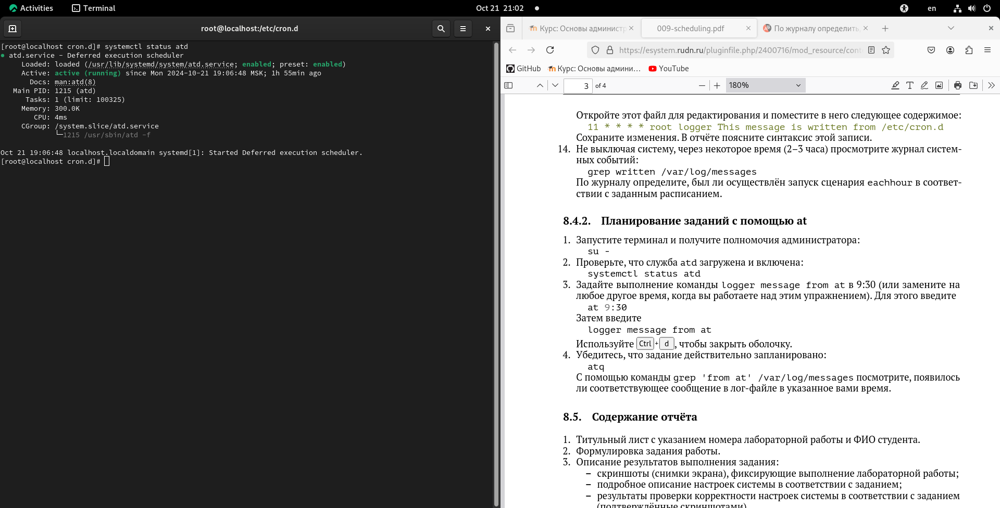 Activities Terminal Oct 21 21:02 en
root@localhost:/etc/cron.d
[root@localhost cron.d]# systemctl status atd
● atd.service - Deferred execution scheduler
Loaded: loaded (/usr/lib/systemd/system/atd.service; enabled; preset: enabled)
Active: active (running) since Mon 2024-10-21 19:06:48 MSK; 1h 55min ago
Docs: man:atd(8)
Main PID: 1215 (atd)
Tasks: 1 (limit: 100325)
Memory: 300.0K
CPU: 4ms
CGroup: /system.slice/atd.service
└─1215 /usr/sbin/atd -f
Oct 21 19:06:48 localhost.localdomain systemd[1]: Started Deferred execution scheduler.
[root@localhost cron.d]#
Курс: Основы администр 009-scheduling.pdf По журналу определить,
https://esystem.rudn.ru/pluginfile.php/2400716/mod_resource/cont
GitHub Курс: Основы админи… YouTube
3 of 4 180%
Откройте этот файл для редактирования и поместите в него следующее содержимое:
11 * * * * root logger This message is written from /etc/cron.d
Сохраните изменения. В отчёте поясните синтаксис этой записи.
14. Не выключая систему, через некоторое время (2–3 часа) просмотрите журнал систем-
ных событий:
grep written /var/log/messages
По журналу определите, был ли осуществлён запуск сценария eachhour в соответ-
ствии с заданным расписанием.
8.4.2. Планирование заданий с помощью at
1. Запустите терминал и получите полномочия администратора:
su -
2. Проверьте, что служба atd загружена и включена:
systemctl status atd
3. Задайте выполнение команды logger message from at в 9:30 (или замените на
любое другое время, когда вы работаете над этим упражнением). Для этого введите
at 9:30
Затем введите
logger message from at
Используйте Ctrl + d , чтобы закрыть оболочку.
4. Убедитесь, что задание действительно запланировано:
atq
С помощью команды grep 'from at' /var/log/messages посмотрите, появилось
ли соответствующее сообщение в лог-файле в указанное вами время.
8.5. Содержание отчёта
1. Титульный лист с указанием номера лабораторной работы и ФИО студента.
2. Формулировка задания работы.
3. Описание результатов выполнения задания:
– скриншоты (снимки экрана), фиксирующие выполнение лабораторной работы;
– подробное описание настроек системы в соответствии с заданием;
– результаты проверки корректности настроек системы в соответствии с заданием
(подтверждённые скриншотами)